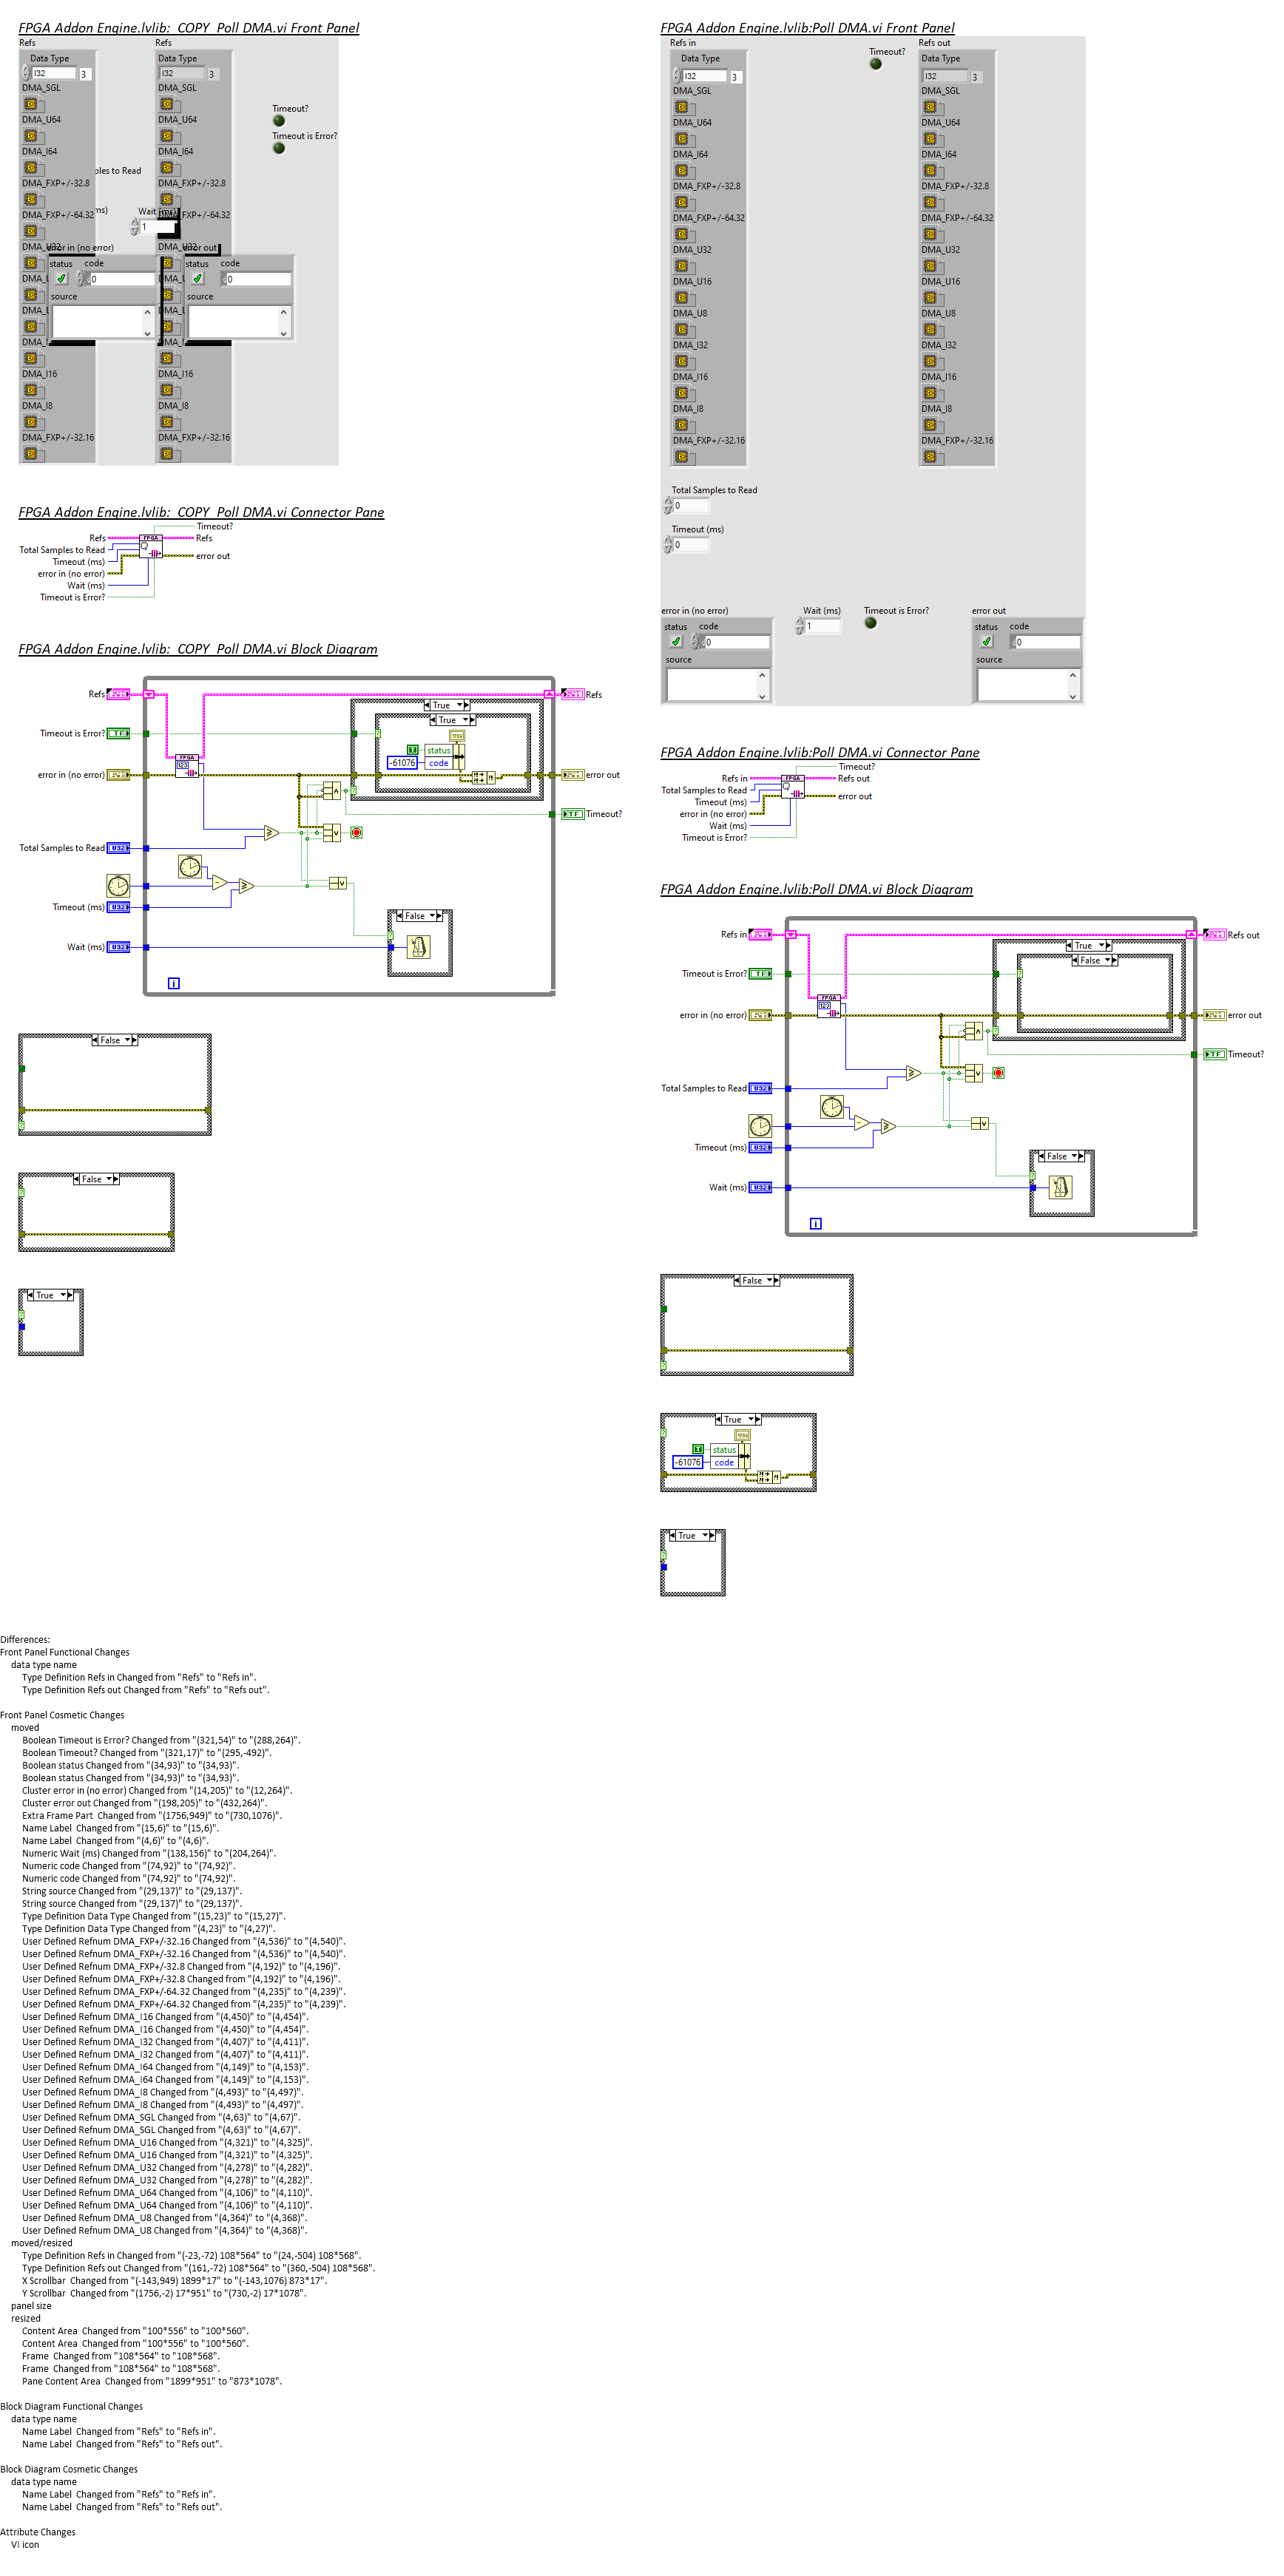 FPGA Addon Engine.lvlib:_COPY_Poll DMA.vi Front Panel
Refs
Refs
Data Type
Data Type
I32
3
I32
3
DMA_SGL
DMA_SGL
DMA_U64
DMA_U64
Timeout?
DMA_I64
DMA_I64
Timeout is Error?
ples to Read
DMA_FXP+/-32.8
DMA_FXP+/-32.8
ms)
Wait (ms)
DMA_FXP+/-64.32
FXP+/-64.32
1
error in (no error)
error out
status
code
status
code
0
0
source
source
DMA_I16
DMA_I16
DMA_I8
DMA_I8
DMA_FXP+/-32.16
DMA_FXP+/-32.16
FPGA Addon Engine.lvlib:_COPY_Poll DMA.vi Connector Pane
Timeout?
Refs
FPGA
Refs
Total Samples to Read
error out
Timeout (ms)
error in (no error)
Wait (ms)
Timeout is Error?
FPGA Addon Engine.lvlib:_COPY_Poll DMA.vi Block Diagram
Refs
Refs
True
True
Timeout is Error?
TF
T
status
-61076
code
FPGA
123
error in (no error)
error out
TF
Timeout?
Total Samples to Read
U32
Timeout (ms)
U32
False
Wait (ms)
U32
i
False
False
True
FPGA Addon Engine.lvlib:Poll DMA.vi Front Panel
Refs in
Timeout?
Refs out
Data Type
Data Type
I32
3
I32
3
DMA_SGL
DMA_SGL
DMA_U64
DMA_U64
DMA_I64
DMA_I64
DMA_FXP+/-32.8
DMA_FXP+/-32.8
DMA_FXP+/-64.32
DMA_FXP+/-64.32
DMA_U32
DMA_U32
DMA_U16
DMA_U16
DMA_U8
DMA_U8
DMA_I32
DMA_I32
DMA_I16
DMA_I16
DMA_I8
DMA_I8
DMA_FXP+/-32.16
DMA_FXP+/-32.16
Total Samples to Read
0
Timeout (ms)
0
error in (no error)
Wait (ms)
Timeout is Error?
error out
status
code
1
status
code
0
0
source
source
FPGA Addon Engine.lvlib:Poll DMA.vi Connector Pane
Timeout?
Refs in
FPGA
Refs out
Total Samples to Read
error out
Timeout (ms)
error in (no error)
Wait (ms)
Timeout is Error?
FPGA Addon Engine.lvlib:Poll DMA.vi Block Diagram
Refs in
Refs out
True
False
Timeout is Error?
TF
FPGA
123
error in (no error)
error out
TF
Timeout?
Total Samples to Read
U32
Timeout (ms)
U32
False
Wait (ms)
U32
i
False
True
T
status
-61076
code
True
Differences:
Front Panel Functional Changes
data type name
Type Definition Refs in Changed from "Refs" to "Refs in".
Type Definition Refs out Changed from "Refs" to "Refs out".
Front Panel Cosmetic Changes
moved
Boolean Timeout is Error? Changed from "(321,54)" to "(288,264)".
Boolean Timeout? Changed from "(321,17)" to "(295,-492)".
Boolean status Changed from "(34,93)" to "(34,93)".
Boolean status Changed from "(34,93)" to "(34,93)".
Cluster error in (no error) Changed from "(14,205)" to "(12,264)".
Cluster error out Changed from "(198,205)" to "(432,264)".
Extra Frame Part  Changed from "(1756,949)" to "(730,1076)".
Name Label  Changed from "(15,6)" to "(15,6)".
Name Label  Changed from "(4,6)" to "(4,6)".
Numeric Wait (ms) Changed from "(138,156)" to "(204,264)".
Numeric code Changed from "(74,92)" to "(74,92)".
Numeric code Changed from "(74,92)" to "(74,92)".
String source Changed from "(29,137)" to "(29,137)".
String source Changed from "(29,137)" to "(29,137)".
Type Definition Data Type Changed from "(15,23)" to "(15,27)".
Type Definition Data Type Changed from "(4,23)" to "(4,27)".
User Defined Refnum DMA_FXP+/-32.16 Changed from "(4,536)" to "(4,540)".
User Defined Refnum DMA_FXP+/-32.16 Changed from "(4,536)" to "(4,540)".
User Defined Refnum DMA_FXP+/-32.8 Changed from "(4,192)" to "(4,196)".
User Defined Refnum DMA_FXP+/-32.8 Changed from "(4,192)" to "(4,196)".
User Defined Refnum DMA_FXP+/-64.32 Changed from "(4,235)" to "(4,239)".
User Defined Refnum DMA_FXP+/-64.32 Changed from "(4,235)" to "(4,239)".
User Defined Refnum DMA_I16 Changed from "(4,450)" to "(4,454)".
User Defined Refnum DMA_I16 Changed from "(4,450)" to "(4,454)".
User Defined Refnum DMA_I32 Changed from "(4,407)" to "(4,411)".
User Defined Refnum DMA_I32 Changed from "(4,407)" to "(4,411)".
User Defined Refnum DMA_I64 Changed from "(4,149)" to "(4,153)".
User Defined Refnum DMA_I64 Changed from "(4,149)" to "(4,153)".
User Defined Refnum DMA_I8 Changed from "(4,493)" to "(4,497)".
User Defined Refnum DMA_I8 Changed from "(4,493)" to "(4,497)".
User Defined Refnum DMA_SGL Changed from "(4,63)" to "(4,67)".
User Defined Refnum DMA_SGL Changed from "(4,63)" to "(4,67)".
User Defined Refnum DMA_U16 Changed from "(4,321)" to "(4,325)".
User Defined Refnum DMA_U16 Changed from "(4,321)" to "(4,325)".
User Defined Refnum DMA_U32 Changed from "(4,278)" to "(4,282)".
User Defined Refnum DMA_U32 Changed from "(4,278)" to "(4,282)".
User Defined Refnum DMA_U64 Changed from "(4,106)" to "(4,110)".
User Defined Refnum DMA_U64 Changed from "(4,106)" to "(4,110)".
User Defined Refnum DMA_U8 Changed from "(4,364)" to "(4,368)".
User Defined Refnum DMA_U8 Changed from "(4,364)" to "(4,368)".
moved/resized
Type Definition Refs in Changed from "(-23,-72) 108*564" to "(24,-504) 108*568".
Type Definition Refs out Changed from "(161,-72) 108*564" to "(360,-504) 108*568".
X Scrollbar  Changed from "(-143,949) 1899*17" to "(-143,1076) 873*17".
Y Scrollbar  Changed from "(1756,-2) 17*951" to "(730,-2) 17*1078".
panel size
resized
Content Area  Changed from "100*556" to "100*560".
Content Area  Changed from "100*556" to "100*560".
Frame  Changed from "108*564" to "108*568".
Frame  Changed from "108*564" to "108*568".
Pane Content Area  Changed from "1899*951" to "873*1078".
Block Diagram Functional Changes
data type name
Name Label  Changed from "Refs" to "Refs in".
Name Label  Changed from "Refs" to "Refs out".
Block Diagram Cosmetic Changes
data type name
Name Label  Changed from "Refs" to "Refs in".
Name Label  Changed from "Refs" to "Refs out".
Attribute Changes
VI icon